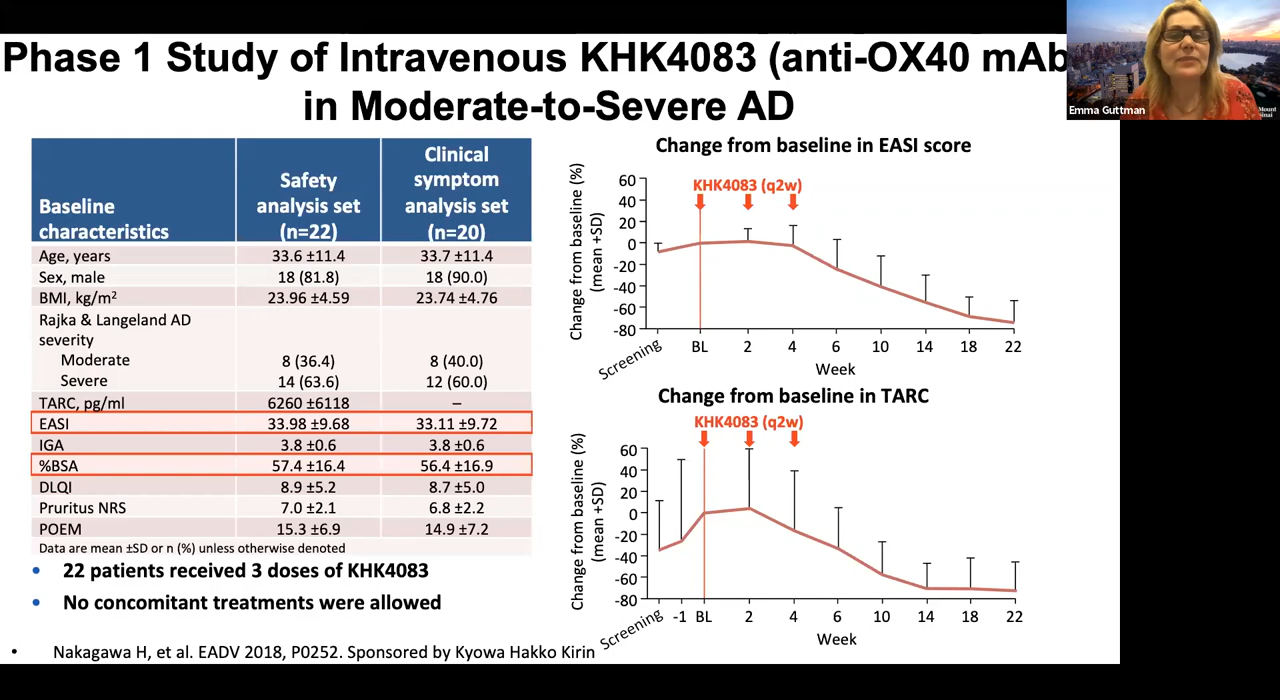 Phase 1 Study of Intravenous KHK4083 (anti-OX40 mAb
in Moderate-to-Severe AD
Emma Guttman
Mount
Sinai
Baseline characteristics | Safety analysis set (n=22) | Clinical symptom analysis set (n=20)
Age, years 33.6 ±11.4 33.7 ±11.4
Sex, male 18 (81.8) 18 (90.0)
BMI, kg/m² 23.96 ±4.59 23.74 ±4.76
Rajka & Langeland AD
severity
Moderate 8 (36.4) 8 (40.0)
Severe 14 (63.6) 12 (60.0)
TARC, pg/ml 6260 ±6118 –
EASI 33.98 ±9.68 33.11 ±9.72
IGA 3.8 ±0.6 3.8 ±0.6
%BSA 57.4 ±16.4 56.4 ±16.9
DLQI 8.9 ±5.2 8.7 ±5.0
Pruritus NRS 7.0 ±2.1 6.8 ±2.2
POEM 15.3 ±6.9 14.9 ±7.2
Data are mean ±SD or n (%) unless otherwise denoted
• 22 patients received 3 doses of KHK4083
• No concomitant treatments were allowed
• Nakagawa H, et al. EADV 2018, P0252. Sponsored by Kyowa Hakko Kirin
Change from baseline in EASI score
KHK4083 (q2w)
Change from baseline (%)
(mean +SD)
60
40
20
0
-20
-40
-60
-80
Screening BL 2 4 6 10 14 18 22
Week
Change from baseline in TARC
KHK4083 (q2w)
Change from baseline (%)
(mean +SD)
60
40
20
0
-20
-40
-60
-80
Screening -1 BL 2 4 6 10 14 18 22
Week